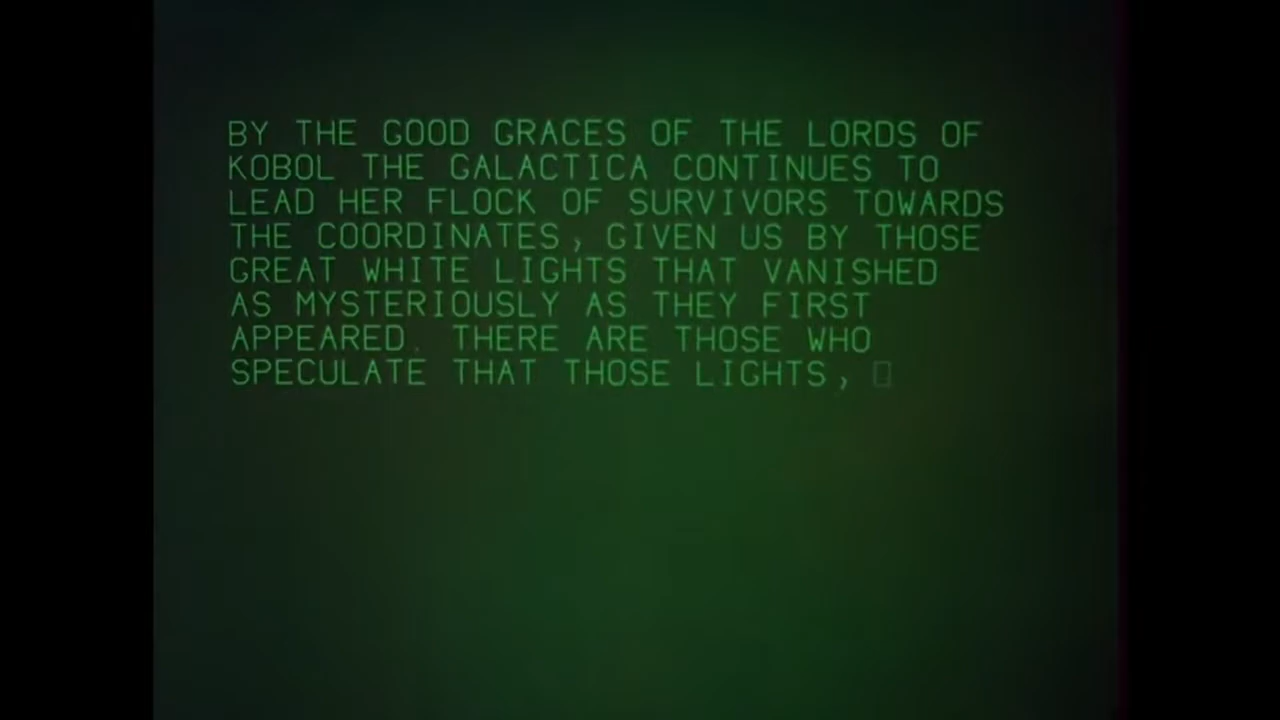 BY THE GOOD GRACES OF THE LORDS OF
KOBOL THE GALACTICA CONTINUES TO
LEAD HER FLOCK OF SURVIVORS TOWARDS
THE COORDINATES, GIVEN US BY THOSE
GREAT WHITE LIGHTS THAT VANISHED
AS MYSTERIOUSLY AS THEY FIRST
APPEARED. THERE ARE THOSE WHO
SPECULATE THAT THOSE LIGHTS,